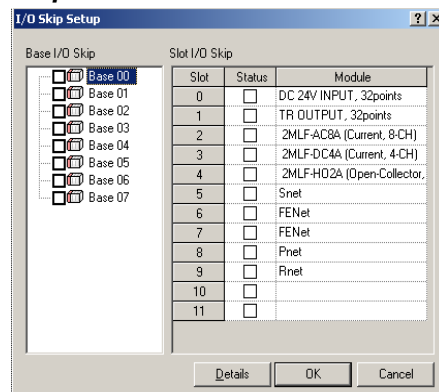 I/O Skip Setup
Base I/O Skip
Base 00
Base 01
Base 02
Base 03
Base 04
Base 05
Base 06
Base 07
Slot I/O Skip
Slot Status Module
0 DC 24V INPUT, 32points
1 TR OUTPUT, 32points
2 2MLF-AC8A (Current, 8-CH)
3 2MLF-DC4A (Current, 4-CH)
4 2MLF-HO2A (Open-Collector,
5 Snet
6 FENet
7 FENet
8 Pnet
9 Rnet
10
11
Details OK Cancel